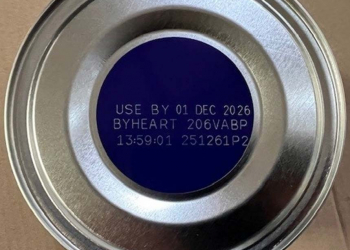 USE BY 01 DEC 2026
BYHEART 206VABP
13:59:01 251261P2